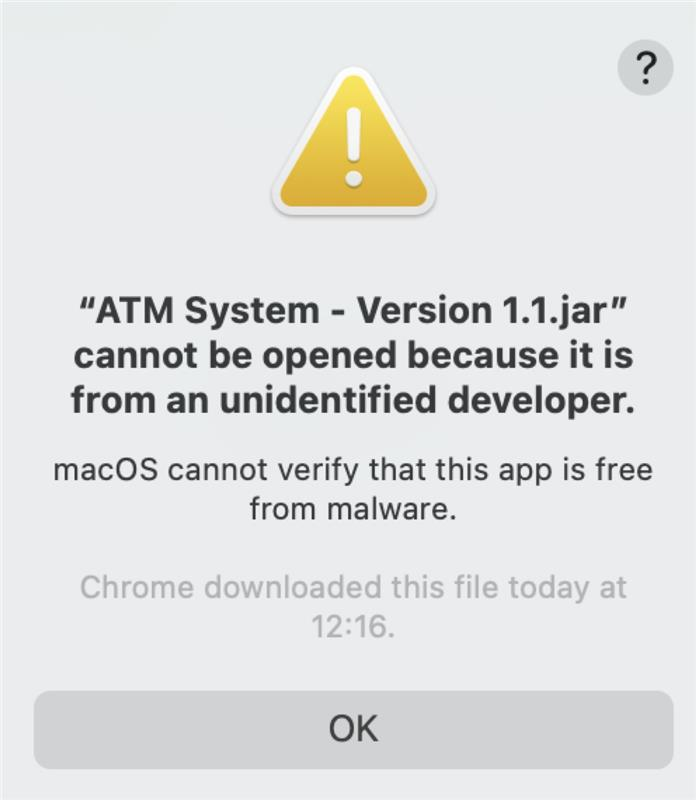 ?
“ATM System - Version 1.1.jar”
cannot be opened because it is
from an unidentified developer.
macOS cannot verify that this app is free
from malware.
Chrome downloaded this file today at
12:16.
OK